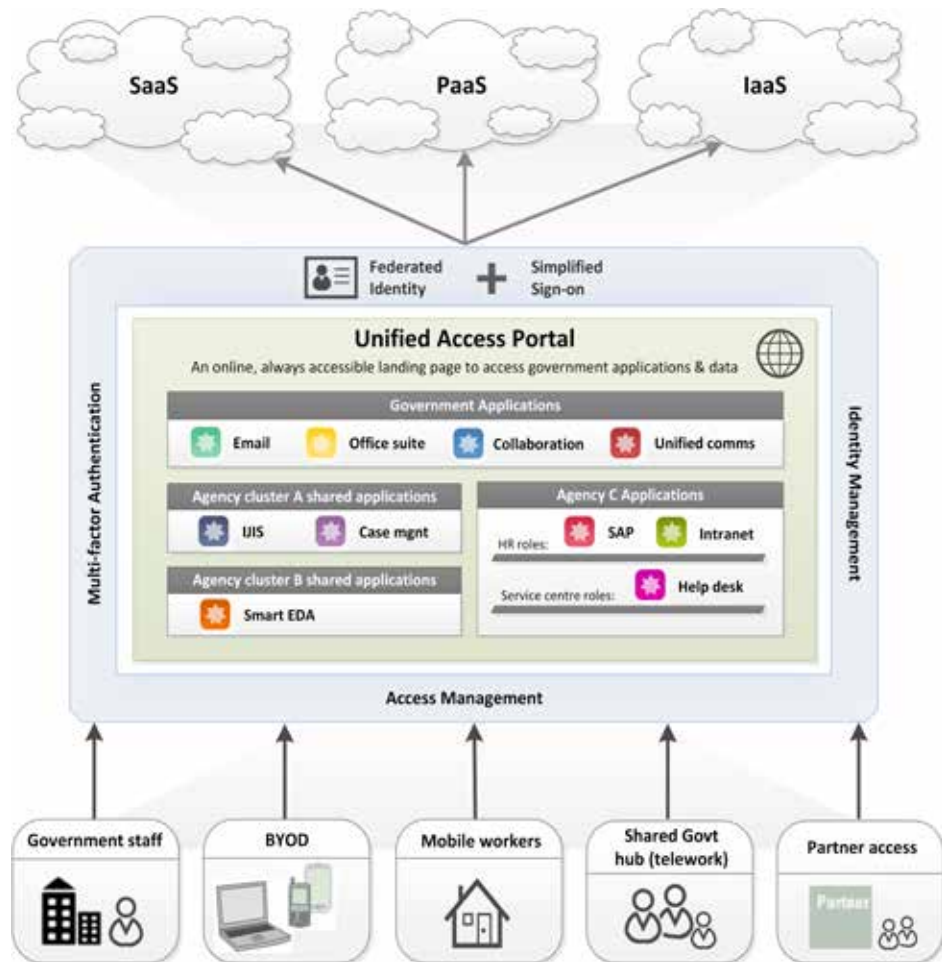 SaaS
PaaS
IaaS
Federated
Identity
Simplified
Sign-on
Multi-factor Authentication
Identity Management
Unified Access Portal
An online, always accessible landing page to access government applications & data
Government Applications
Email
Office suite
Collaboration
Unified comms
Agency cluster A shared applications
IJIS
Case mgnt
Agency cluster B shared applications
Smart EDA
Agency C Applications
HR roles:
SAP
Intranet
Service centre roles:
Help desk
Access Management
Government staff
BYOD
Mobile workers
Shared Govt
hub (telework)
Partner access
Partner